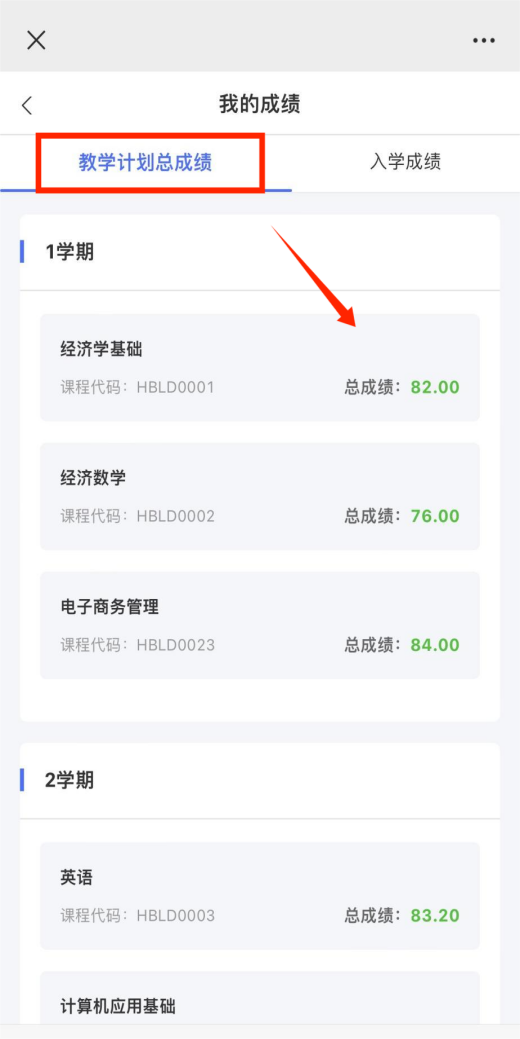 我的成绩
教学计划总成绩 入学成绩
1学期
经济学基础
课程代码：HBLD0001 总成绩：82.00
经济数学
课程代码：HBLD0002 总成绩：76.00
电子商务管理
课程代码：HBLD0023 总成绩：84.00
2学期
英语
课程代码：HBLD0003 总成绩：83.20
计算机应用基础